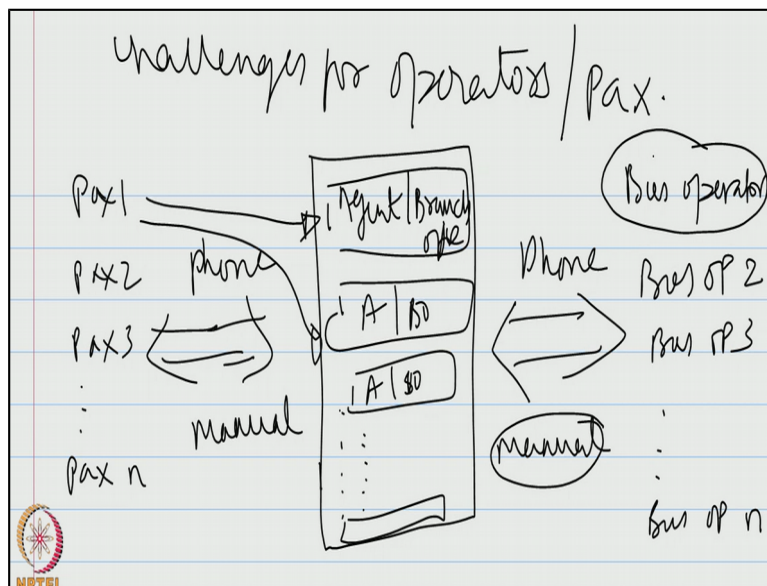 Challenges for operators/Pax.
Pax1
Pax2
Pax3
Pax n
phone
manual
Agent|Branch
office
A|BO
A|BO
Phone
manual
Bus operator
Bus op 2
Bus op 3
Bus op n
NPTEL